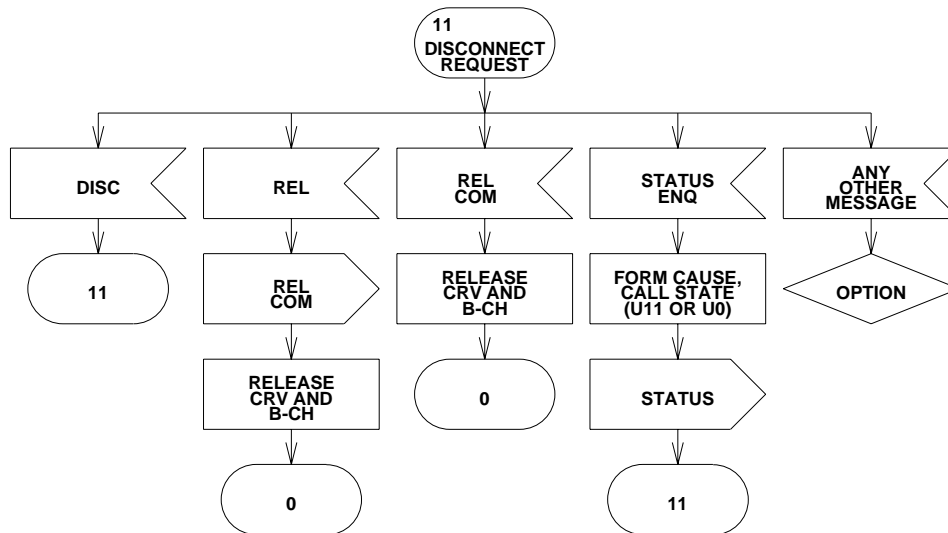 11
DISCONNECT
REQUEST
DISC
REL
REL
COM
STATUS
ENQ
ANY
OTHER
MESSAGE
11
REL
COM
RELEASE
CRV AND
B-CH
FORM CAUSE,
CALL STATE
(U11 OR U0)
OPTION
RELEASE
CRV AND
B-CH
0
STATUS
0
11